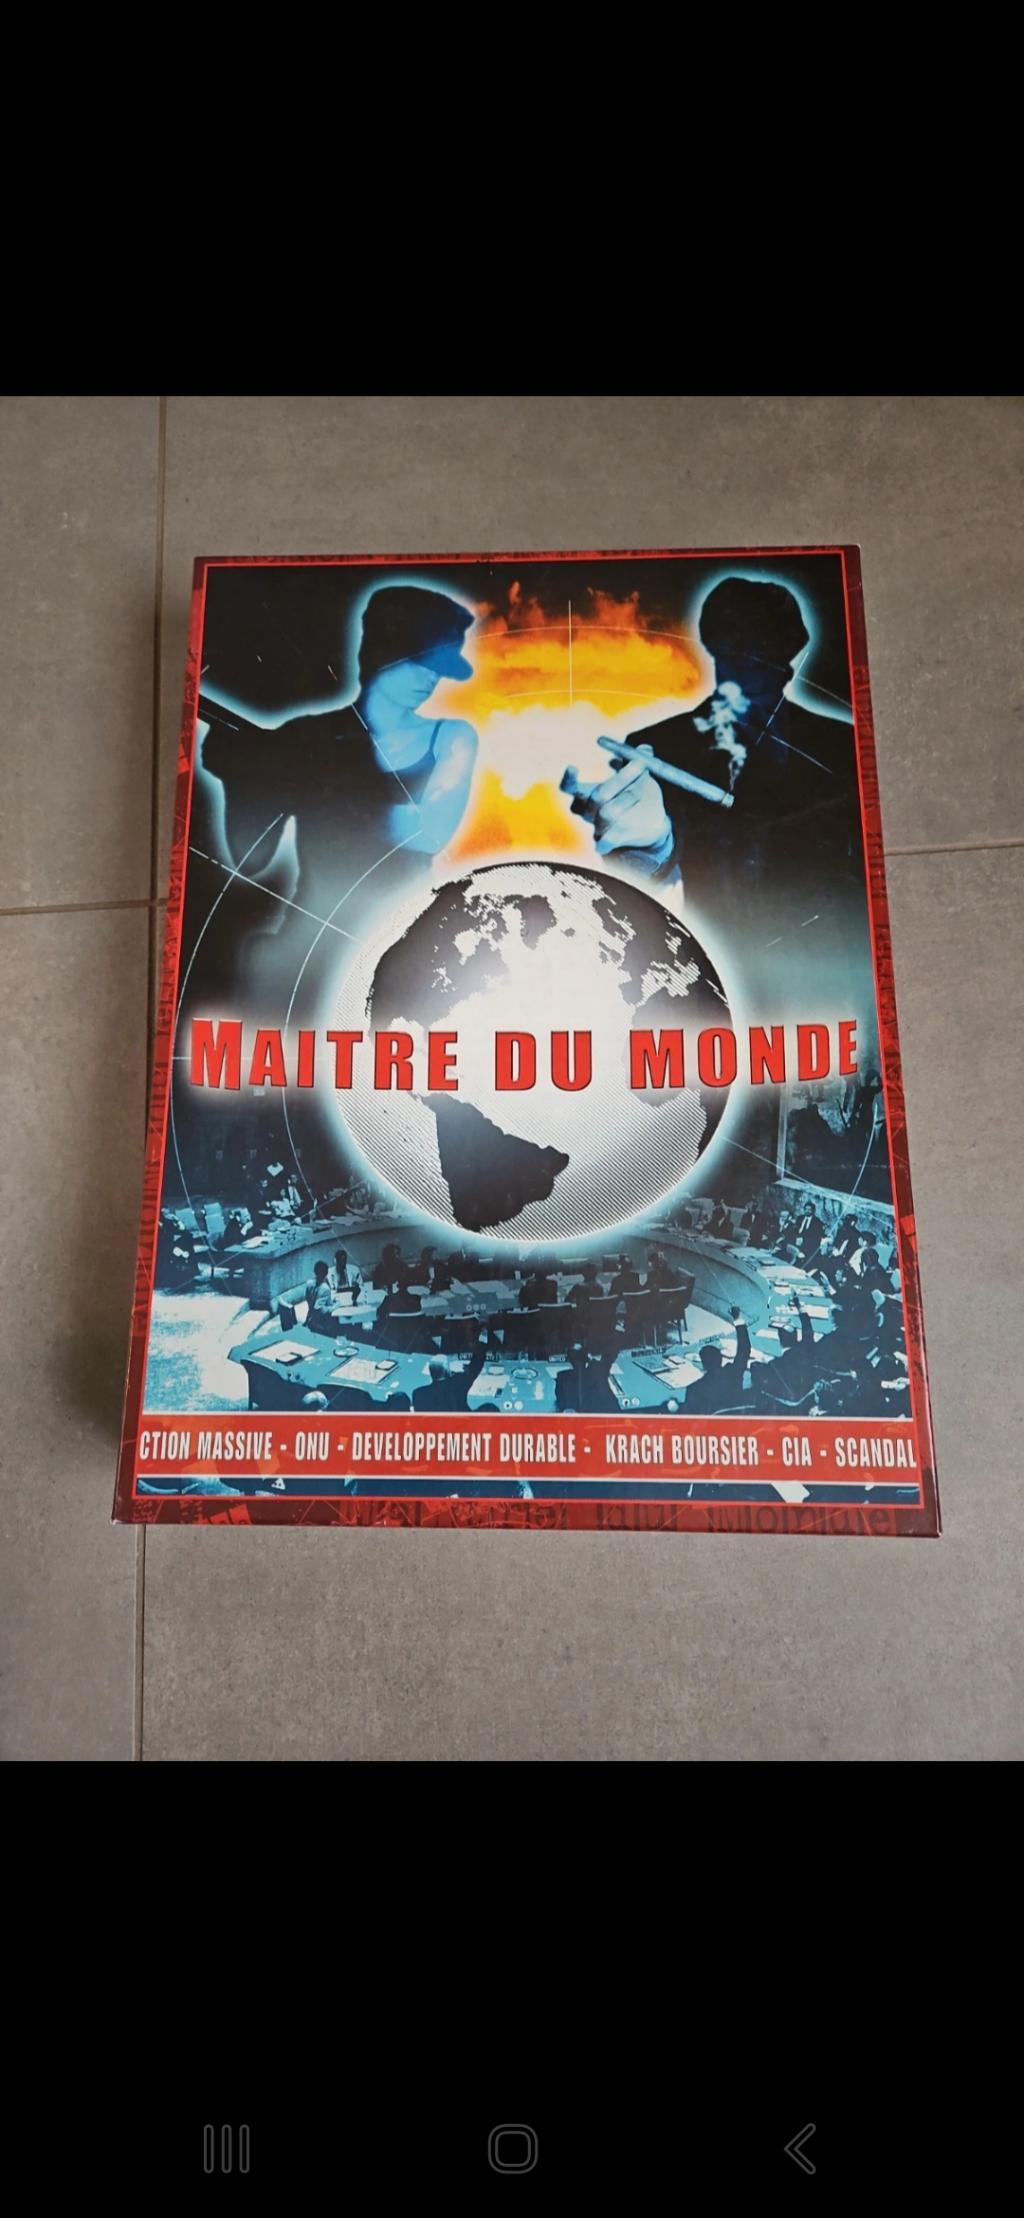 MAITRE DU MONDE
CTION MASSIVE - ONU - DEVELOPPEMENT DURABLE - KRACH BOURSIER - CIA - SCANDAL